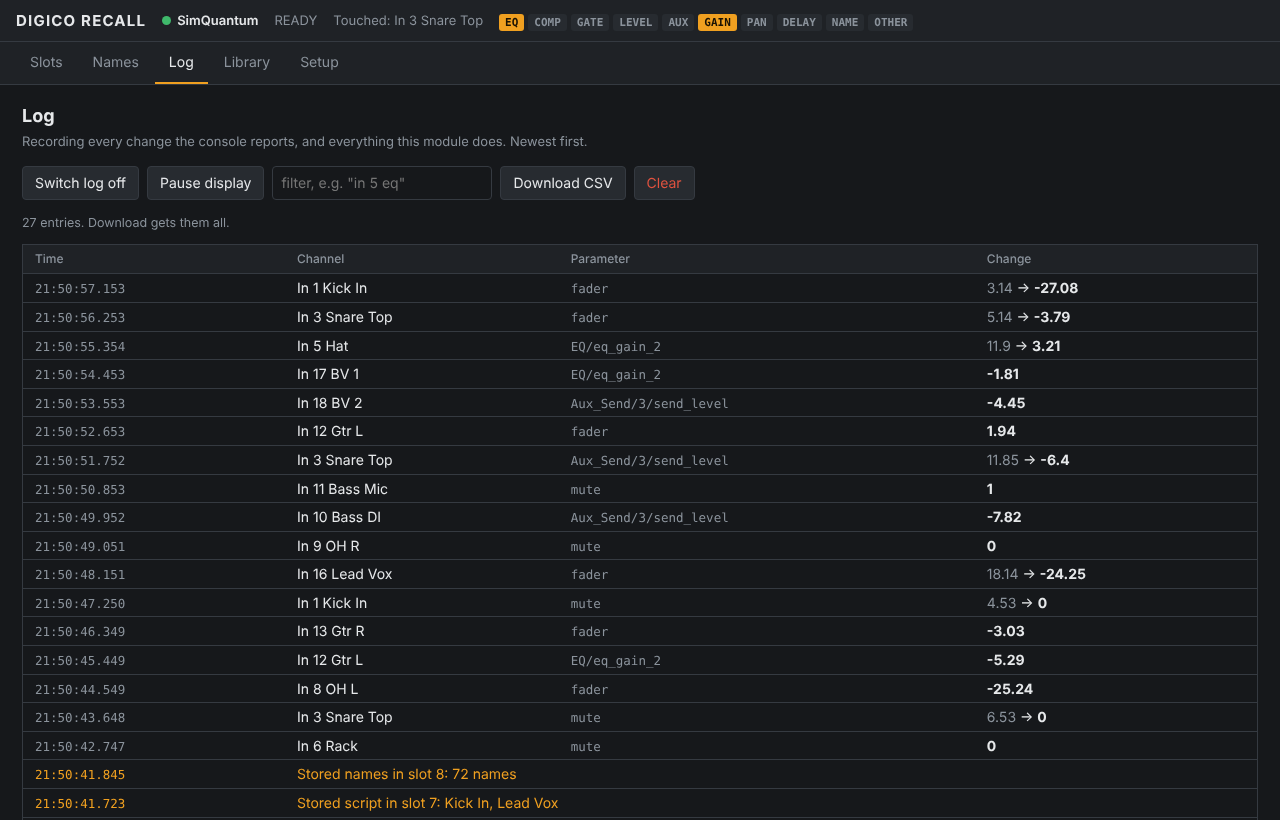 DIGICO RECALL SimQuantum READY Touched: In 3 Snare Top EQ COMP GATE LEVEL AUX GAIN PAN DELAY NAME OTHER
Slots Names Log Library Setup
Log
Recording every change the console reports, and everything this module does. Newest first.
Switch log off Pause display filter, e.g. "in 5 eq" Download CSV Clear
27 entries. Download gets them all.
Time Channel Parameter Change
21:50:57.153 In 1 Kick In fader 3.14 → -27.08
21:50:56.253 In 3 Snare Top fader 5.14 → -3.79
21:50:55.354 In 5 Hat EQ/eq_gain_2 11.9 → 3.21
21:50:54.453 In 17 BV 1 EQ/eq_gain_2 -1.81
21:50:53.553 In 18 BV 2 Aux_Send/3/send_level -4.45
21:50:52.653 In 12 Gtr L fader 1.94
21:50:51.752 In 3 Snare Top Aux_Send/3/send_level 11.85 → -6.4
21:50:50.853 In 11 Bass Mic mute 1
21:50:49.952 In 10 Bass DI Aux_Send/3/send_level -7.82
21:50:49.051 In 9 OH R mute 0
21:50:48.151 In 16 Lead Vox fader 18.14 → -24.25
21:50:47.250 In 1 Kick In mute 4.53 → 0
21:50:46.349 In 13 Gtr R fader -3.03
21:50:45.449 In 12 Gtr L EQ/eq_gain_2 -5.29
21:50:44.549 In 8 OH L fader -25.24
21:50:43.648 In 3 Snare Top mute 6.53 → 0
21:50:42.747 In 6 Rack mute 0
21:50:41.845 Stored names in slot 8: 72 names
21:50:41.723 Stored script in slot 7: Kick In, Lead Vox